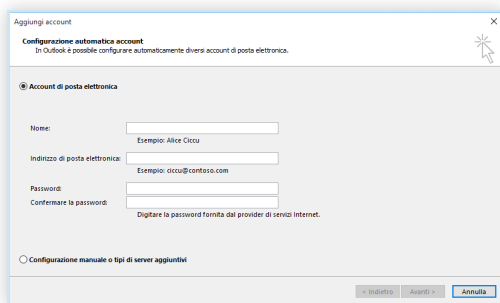 Aggiungi account
Configurazione automatica account
In Outlook è possibile configurare automaticamente diversi account di posta elettronica.
Account di posta elettronica
Nome:
Esempio: Alice Ciccu
Indirizzo di posta elettronica:
Esempio: ciccu@contoso.com
Password:
Confermare la password:
Digitare la password fornita dal provider di servizi Internet.
Configurazione manuale o tipi di server aggiuntivi
< Indietro Avanti > Annulla